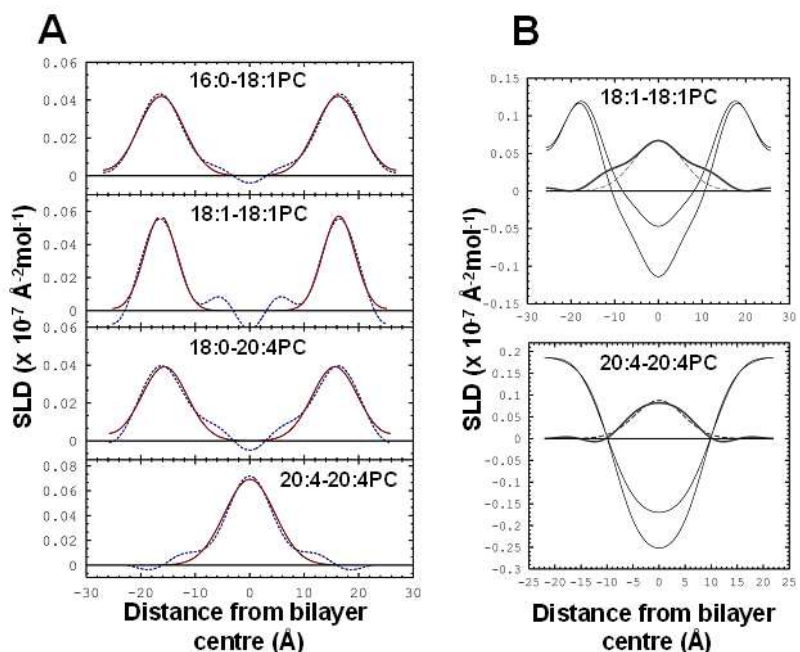 A
B
16:0-18:1PC
0.06
0.04
0.02
0
18:1-18:1PC
0.06
0.04
0.02
0
18:0-20:4PC
0.06
0.04
0.02
0
20:4-20:4PC
0.08
0.06
0.04
0.02
0
-30 -20 -10 0 10 20 30
SLD (x 10-7 Å-2mol-1)
Distance from bilayer
centre (Å)
18:1-18:1PC
0.15
0.1
0.05
0
-0.05
-0.1
-0.15
-30 -20 -10 0 10 20 30
20:4-20:4PC
0.2
0.15
0.1
0.05
0
-0.05
-0.1
-0.15
-0.2
-0.25
-0.3
-25 -20 -15 -10 -5 0 5 10 15 20 25
SLD (x 10-7 Å-2mol-1)
Distance from bilayer
centre (Å)